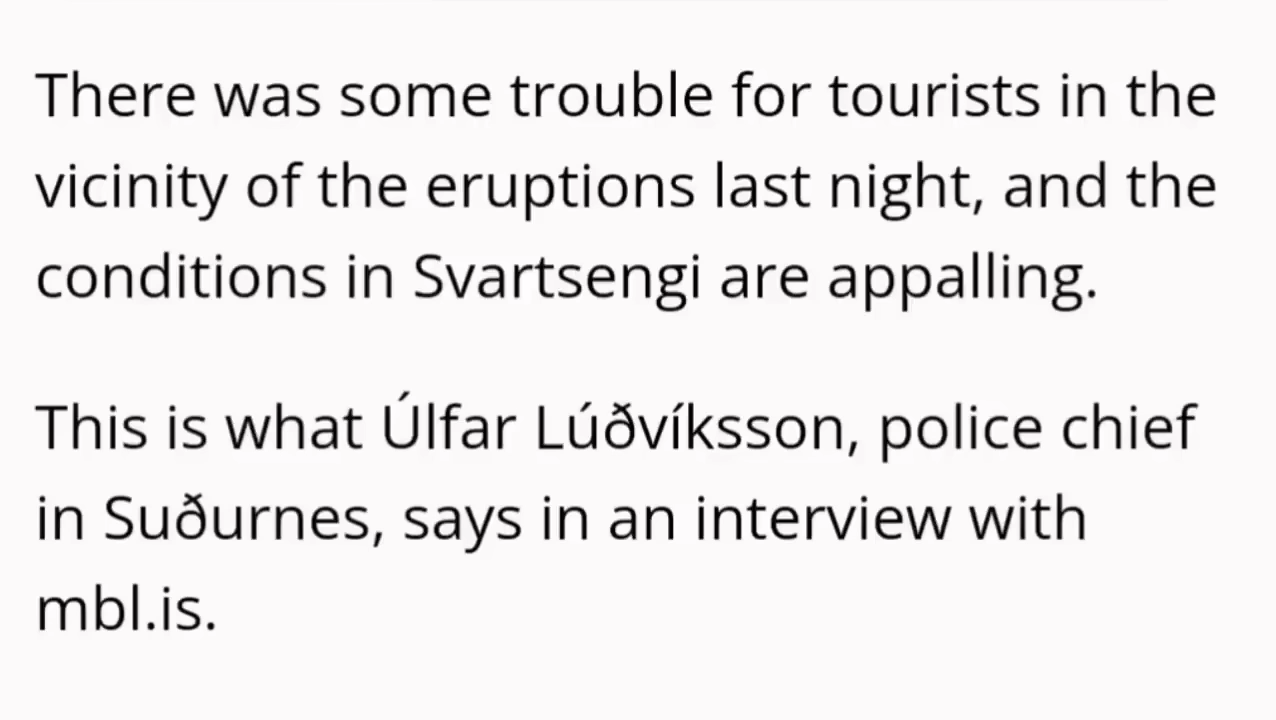 There was some trouble for tourists in the
vicinity of the eruptions last night, and the
conditions in Svartsengi are appalling.
This is what Úlfar Lúðvíksson, police chief
in Suðurnes, says in an interview with
mbl.is.